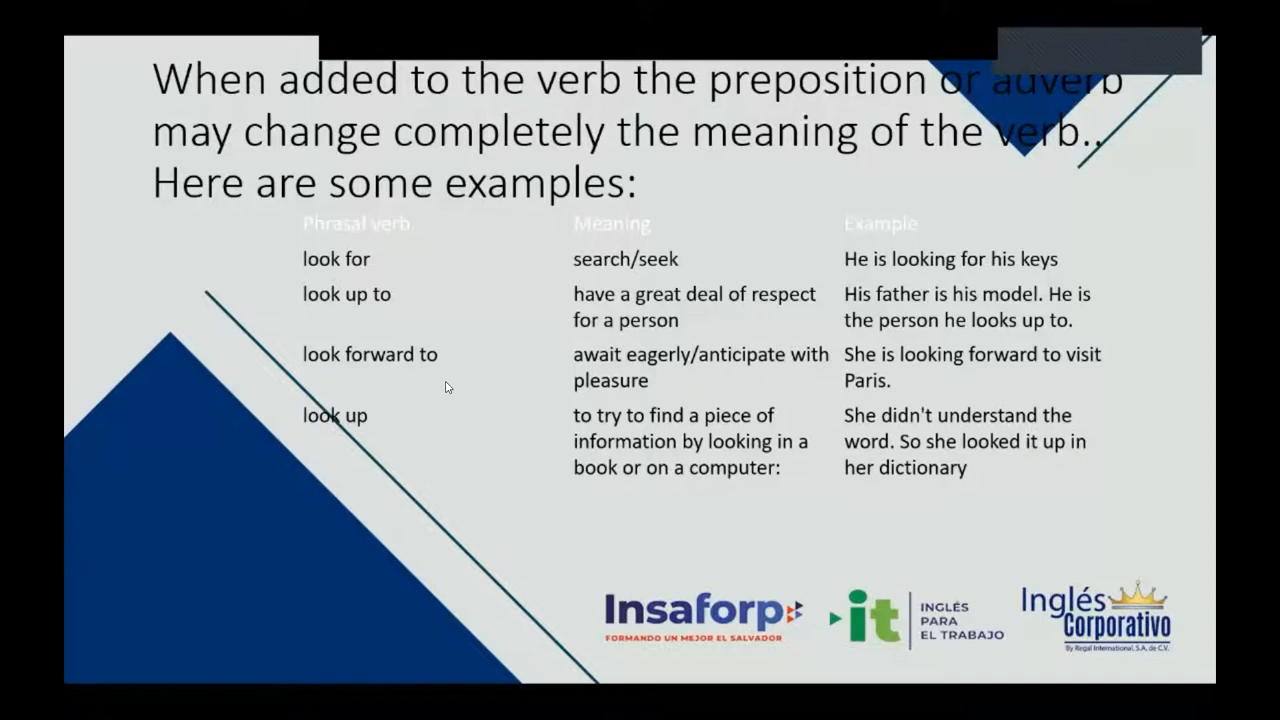 When added to the verb the preposition or adverb
may change completely the meaning of the verb..
Here are some examples:
Phrasal verb Meaning Example
look for search/seek He is looking for his keys
look up to have a great deal of respect His father is his model. He is
for a person the person he looks up to.
look forward to await eagerly/anticipate with She is looking forward to visit
pleasure Paris.
look up to try to find a piece of She didn't understand the
information by looking in a word. So she looked it up in
book or on a computer: her dictionary
Insaforp
FORMANDO UN MEJOR EL SALVADOR
it
INGLÉS
PARA
EL TRABAJO
Inglés
Corporativo
By Regal International, S.A. de C.V.